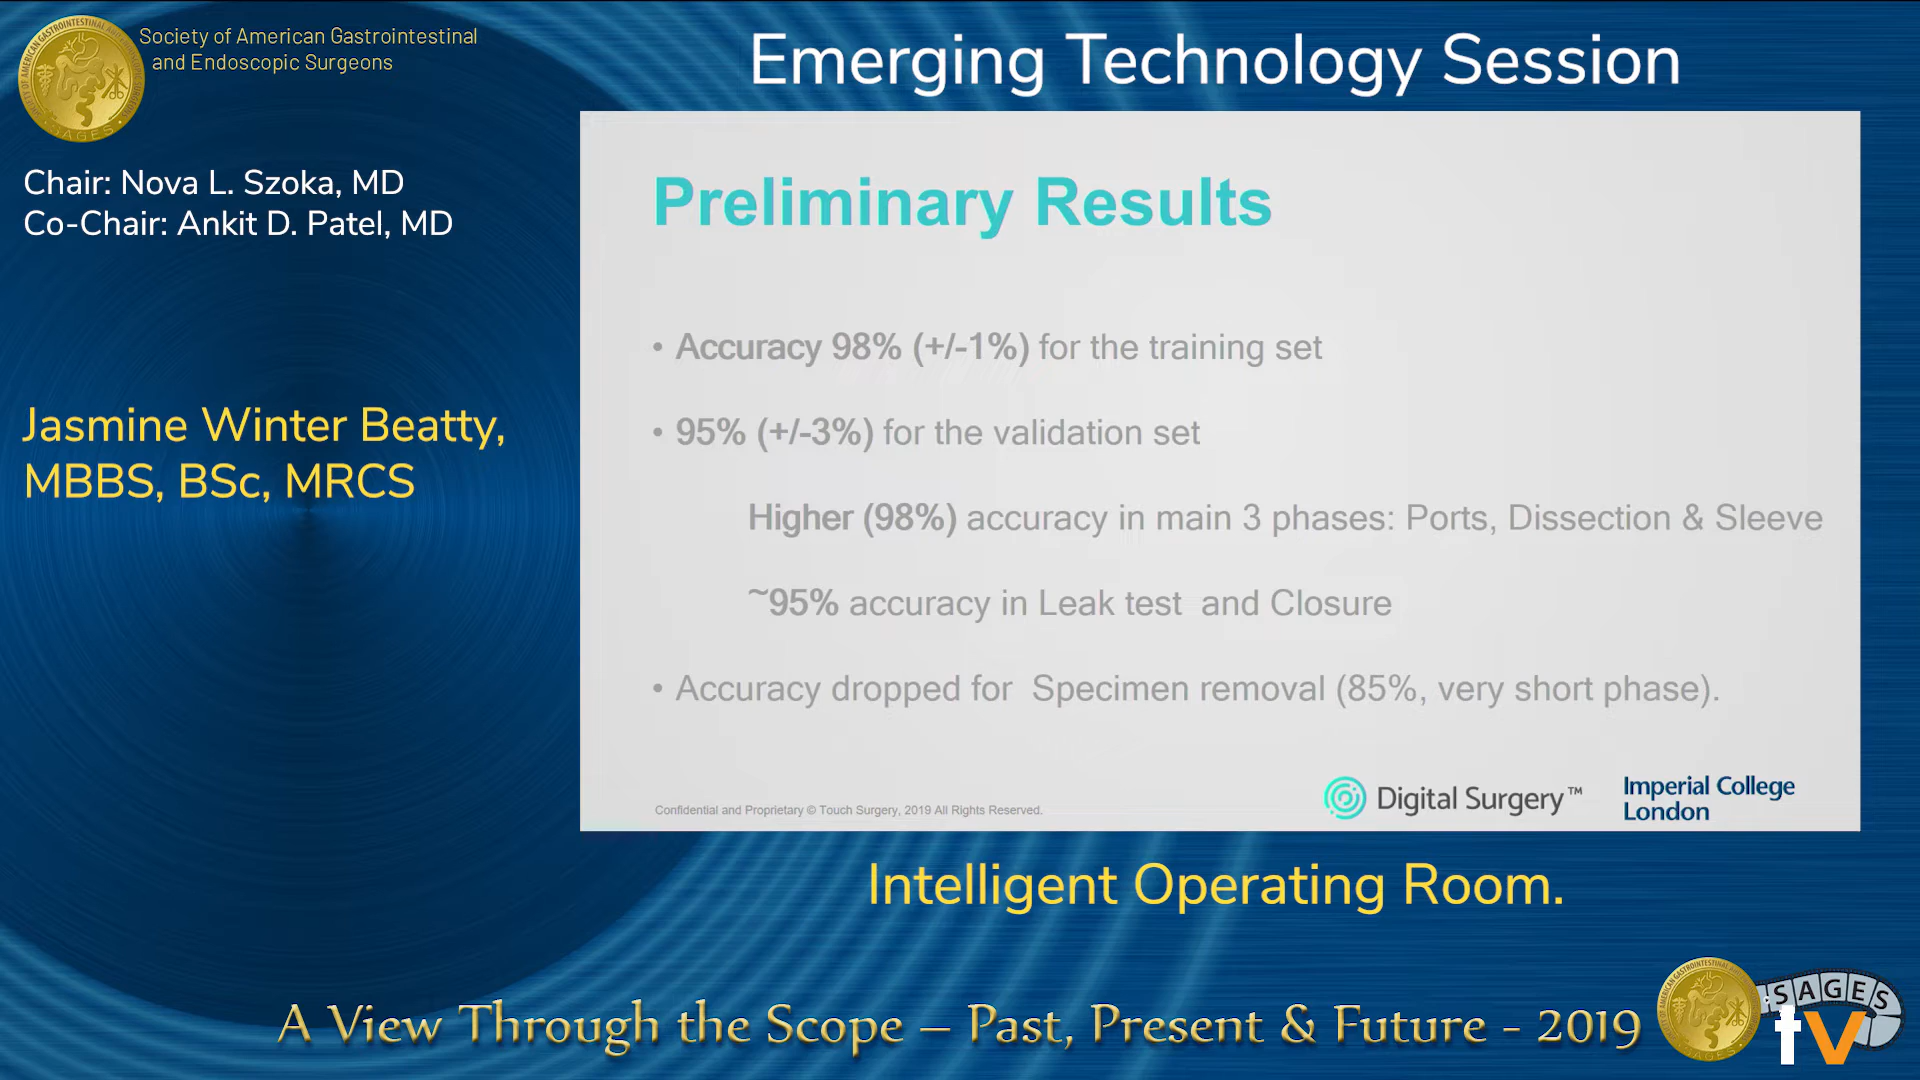 Society of American Gastrointestinal
and Endoscopic Surgeons
Emerging Technology Session
Chair: Nova L. Szoka, MD
Co-Chair: Ankit D. Patel, MD
Jasmine Winter Beatty,
MBBS, BSc, MRCS
Preliminary Results
• Accuracy 98% (+/-1%) for the training set
• 95% (+/-3%) for the validation set
Higher (98%) accuracy in main 3 phases: Ports, Dissection & Sleeve
~95% accuracy in Leak test and Closure
• Accuracy dropped for Specimen removal (85%, very short phase).
Confidential and Proprietary © Touch Surgery, 2019 All Rights Reserved.
Digital Surgery™
Imperial College
London
Intelligent Operating Room.
A View Through the Scope – Past, Present & Future - 2019
SAGES
tv